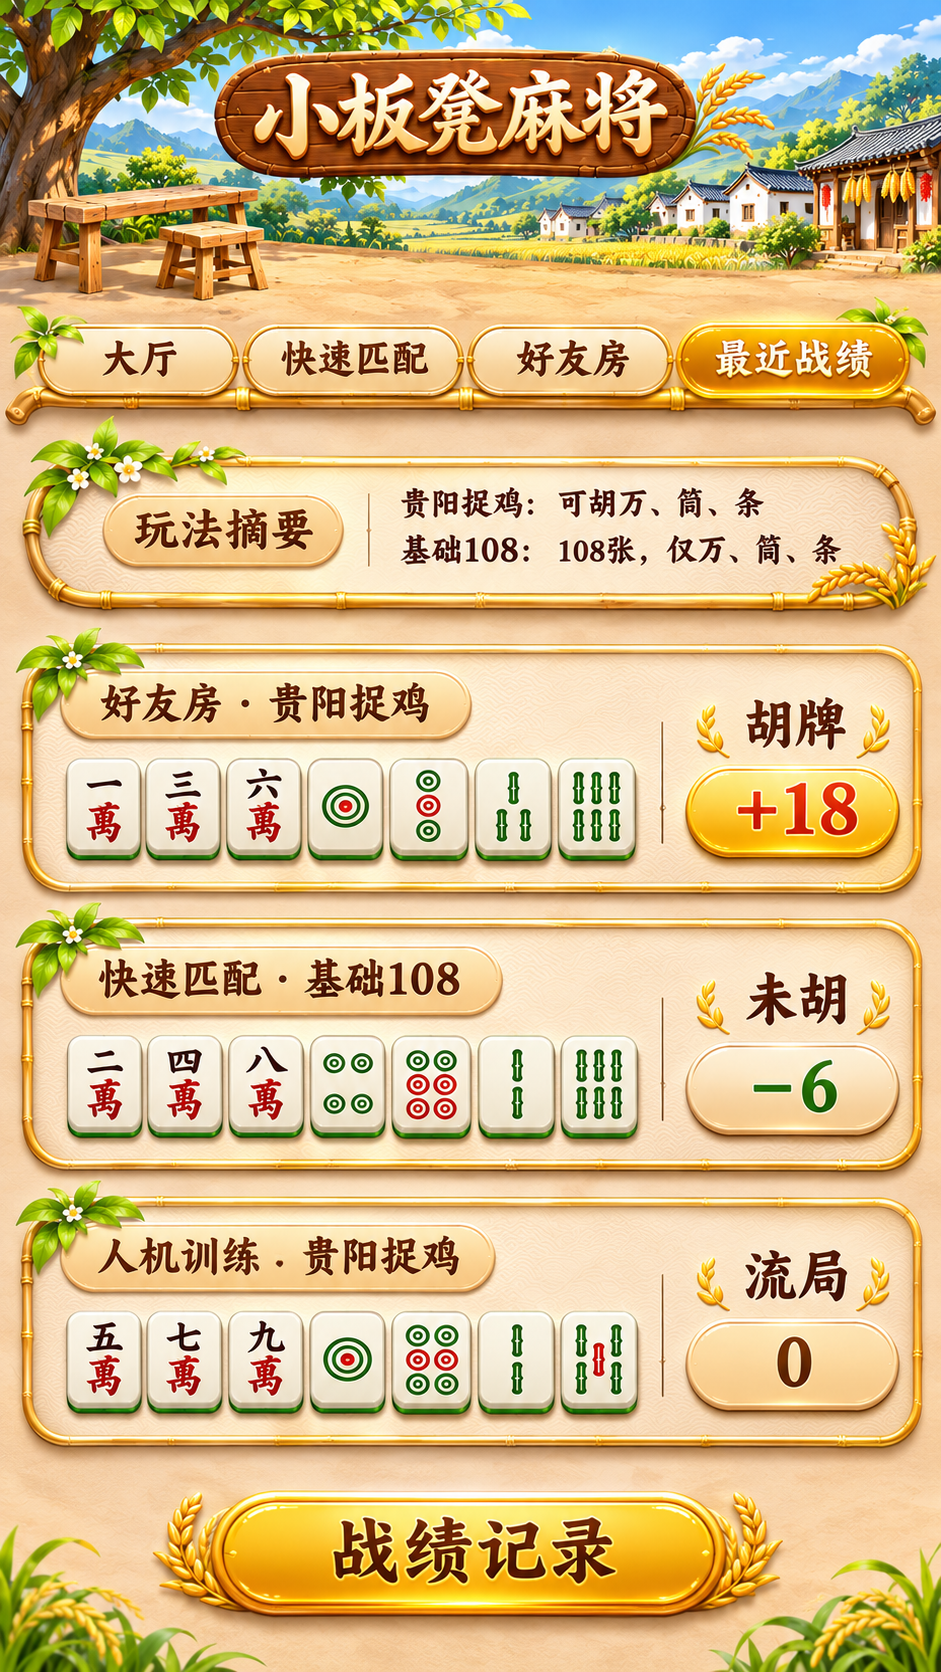 小板凳麻将
大厅 快速匹配 好友房 最近战绩
玩法摘要
贵阳捉鸡： 可胡万、筒、条
基础108： 108张，仅万、筒、条
好友房 · 贵阳捉鸡
一萬 三萬 六萬
胡牌
+18
快速匹配 · 基础108
二萬 四萬 八萬
未胡
−6
人机训练 . 贵阳捉鸡
五萬 七萬 九萬
流局
0
战绩记录